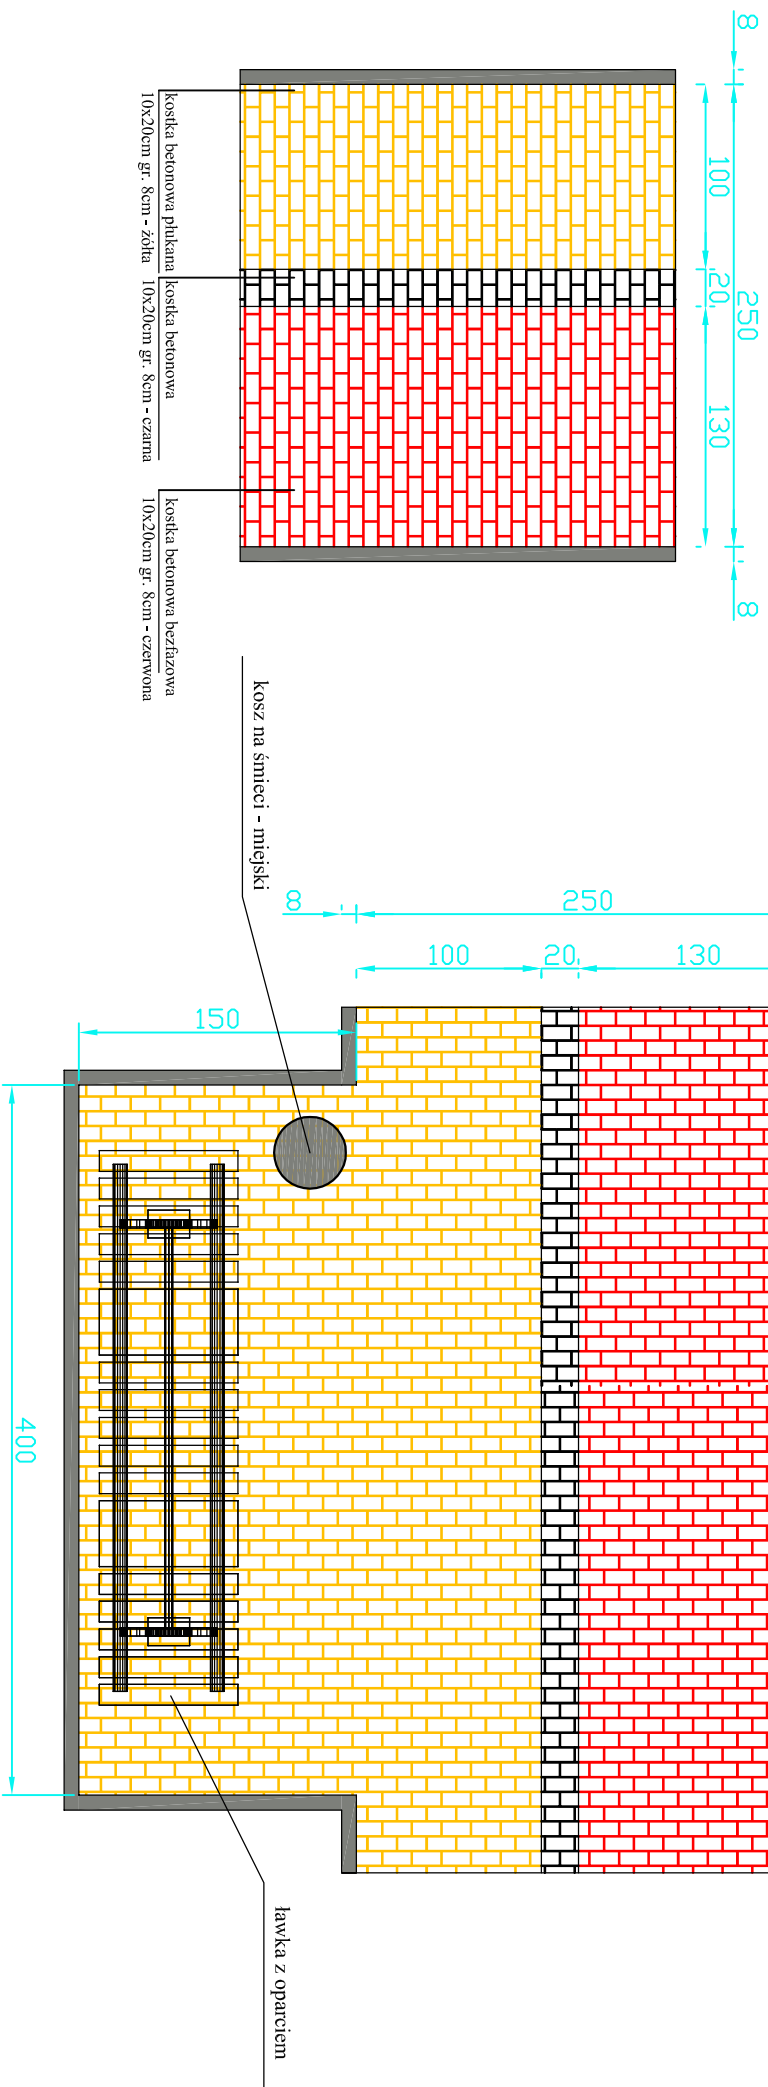 8
100
20
130
250
8
kostka betonowa płukana
10x20cm gr. 8cm - żółta
kostka betonowa
10x20cm gr. 8cm - czarna
kostka betonowa bezfazowa
10x20cm gr. 8cm - czerwona
kosz na śmieci - miejski
8
250
100
20
130
150
400
ławka z oparciem